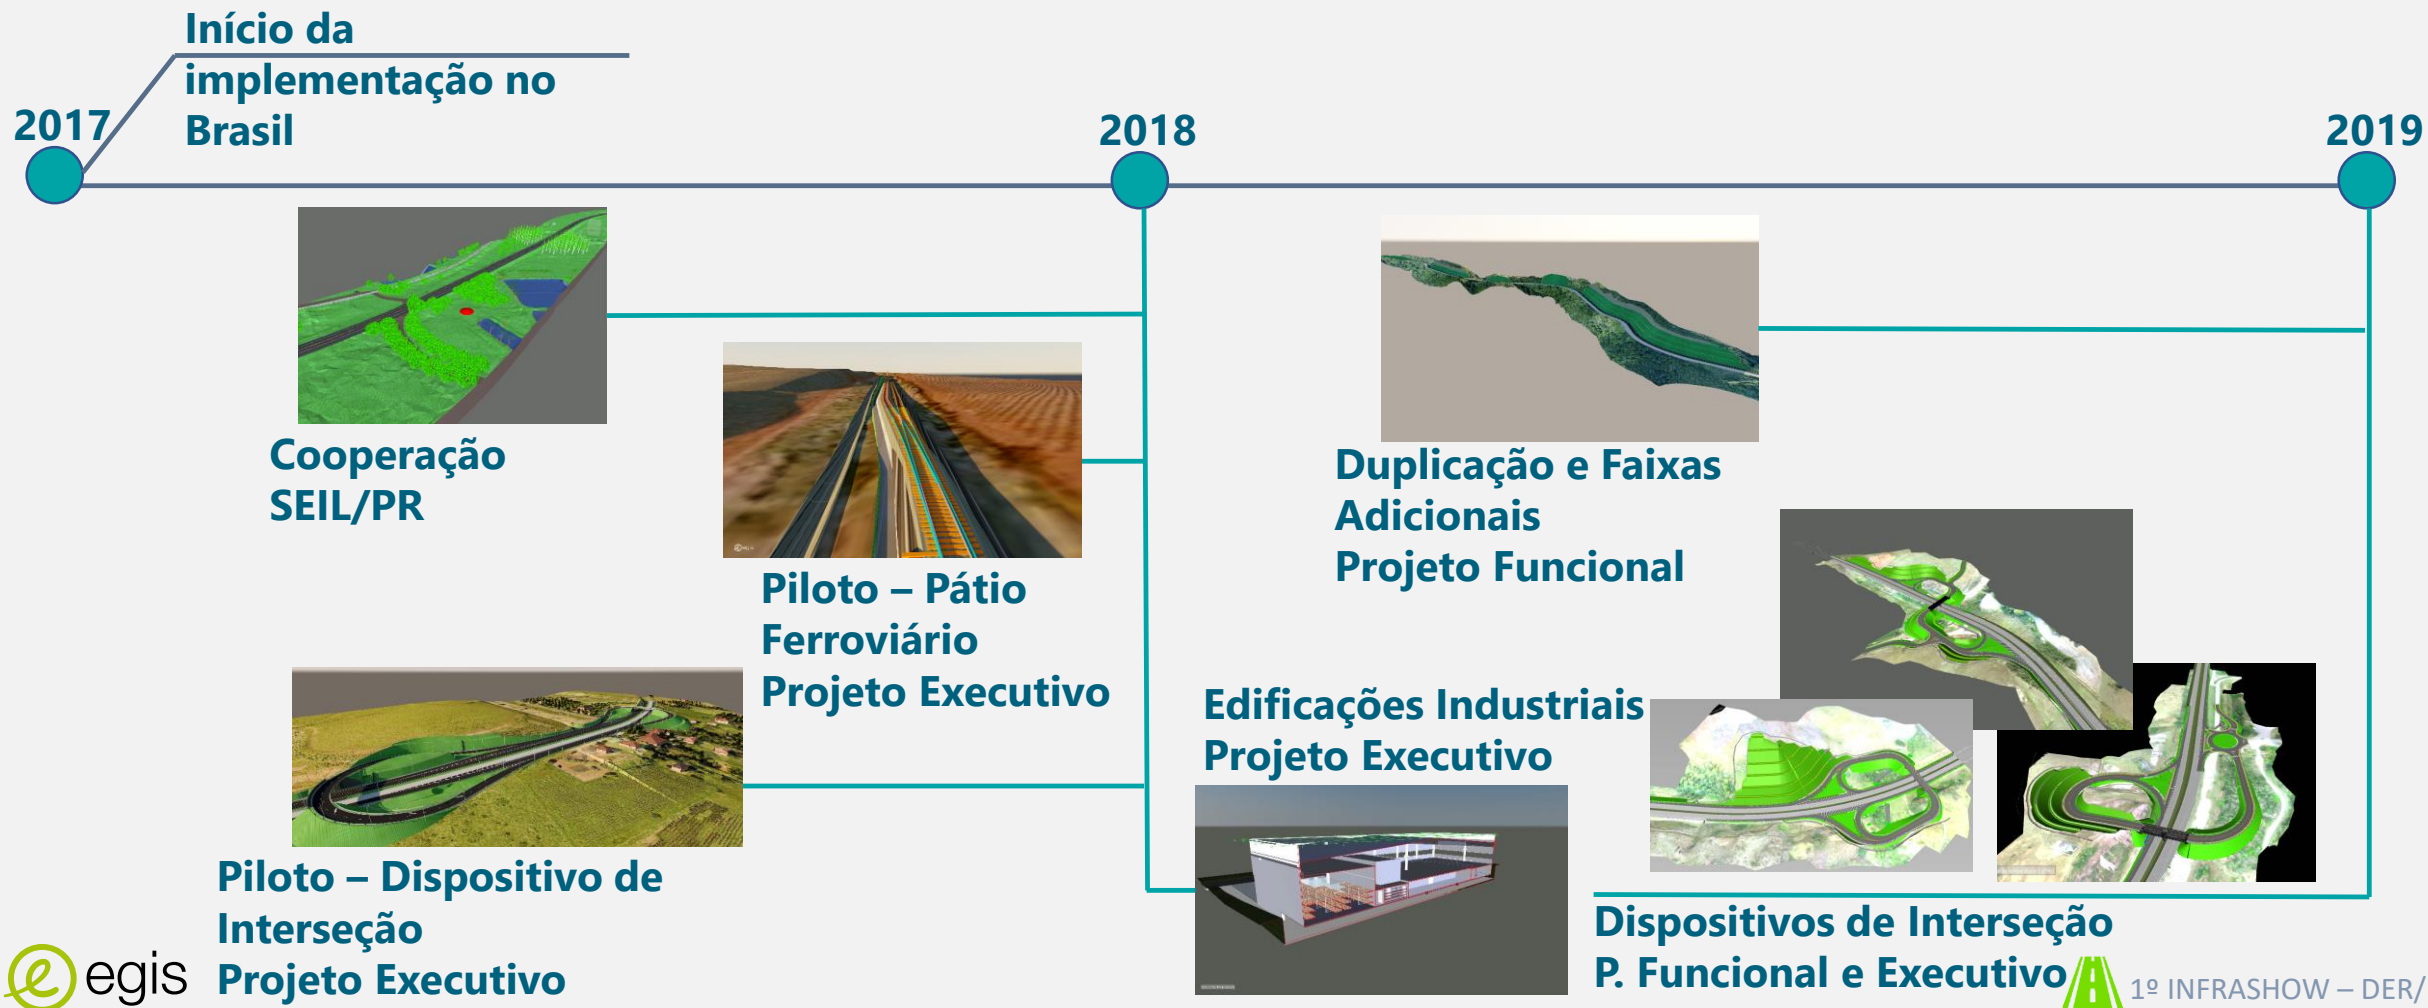 Início da
implementação no
Brasil
2017
2018
2019
Cooperação
SEIL/PR
Piloto – Pátio
Ferroviário
Projeto Executivo
Piloto – Dispositivo de
Interseção
Projeto Executivo
Duplicação e Faixas
Adicionais
Projeto Funcional
Edificações Industriais
Projeto Executivo
Dispositivos de Interseção
P. Funcional e Executivo
egis
1º INFRASHOW – DER/